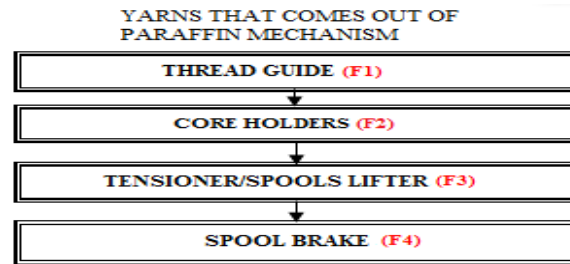 YARNS THAT COMES OUT OF
PARAFFIN MECHANISM
THREAD GUIDE (F1)
CORE HOLDERS (F2)
TENSIONER/SPOOLS LIFTER (F3)
SPOOL BRAKE (F4)